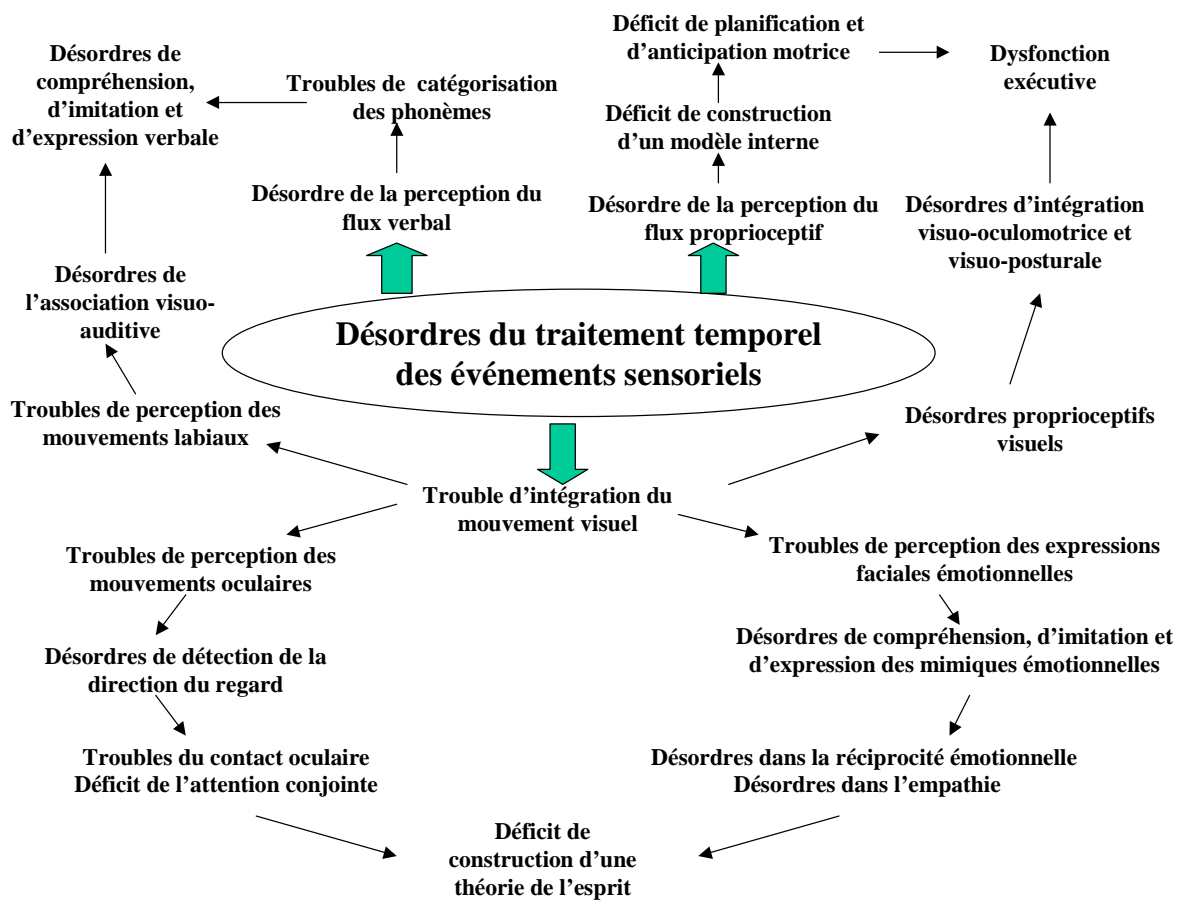 Déficit de planification et
d’anticipation motrice
Désordres de
compréhension,
d’imitation et
d’expression verbale
Troubles de catégorisation
des phonèmes
Dysfonction
exécutive
Déficit de construction
d’un modèle interne
Désordre de la perception du
flux verbal
Désordre de la perception du
flux proprioceptif
Désordres d’intégration
visuo-oculomotrice et
visuo-posturale
Désordres de
l’association visuo-
auditive
Désordres du traitement temporel
des événements sensoriels
Troubles de perception des
mouvements labiaux
Désordres proprioceptifs
visuels
Trouble d’intégration du
mouvement visuel
Troubles de perception des
mouvements oculaires
Troubles de perception des expressions
faciales émotionnelles
Désordres de détection de la
direction du regard
Désordres de compréhension, d’imitation et
d’expression des mimiques émotionnelles
Troubles du contact oculaire
Déficit de l’attention conjointe
Désordres dans la réciprocité émotionnelle
Désordres dans l’empathie
Déficit de
construction d’une
théorie de l’esprit